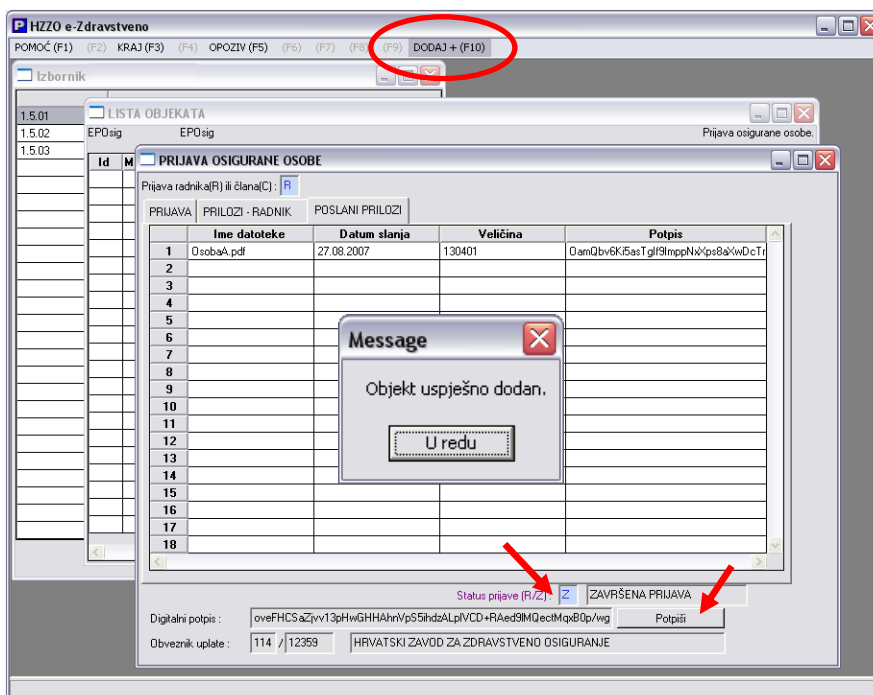 HZZO e-Zdravstveno
POMOĆ (F1) (F2) KRAJ (F3) (F4) OPOZIV (F5) (F6) (F7) (F8) (F9) DODAJ + (F10)
Izbornik
1.5.01
1.5.02
1.5.03
LISTA OBJEKATA
EPOsig EPOsig Prijava osigurane osobe.
Id M
PRIJAVA OSIGURANE OSOBE
Prijava radnika(R) ili člana(C) : R
PRIJAVA PRILOZI - RADNIK POSLANI PRILOZI
Ime datoteke Datum slanja Veličina Potpis
1 OsobaA.pdf 27.08.2007 130401
2
3
4
5
6
7
8
9
10
11
12
13
14
15
16
17
18
Message
Objekt uspješno dodan.
U redu
Status prijave (R/Z) : Z ZAVRŠENA PRIJAVA
Digitalni potpis : Potpiši
Obveznik uplate : 114 / 12359 HRVATSKI ZAVOD ZA ZDRAVSTVENO OSIGURANJE